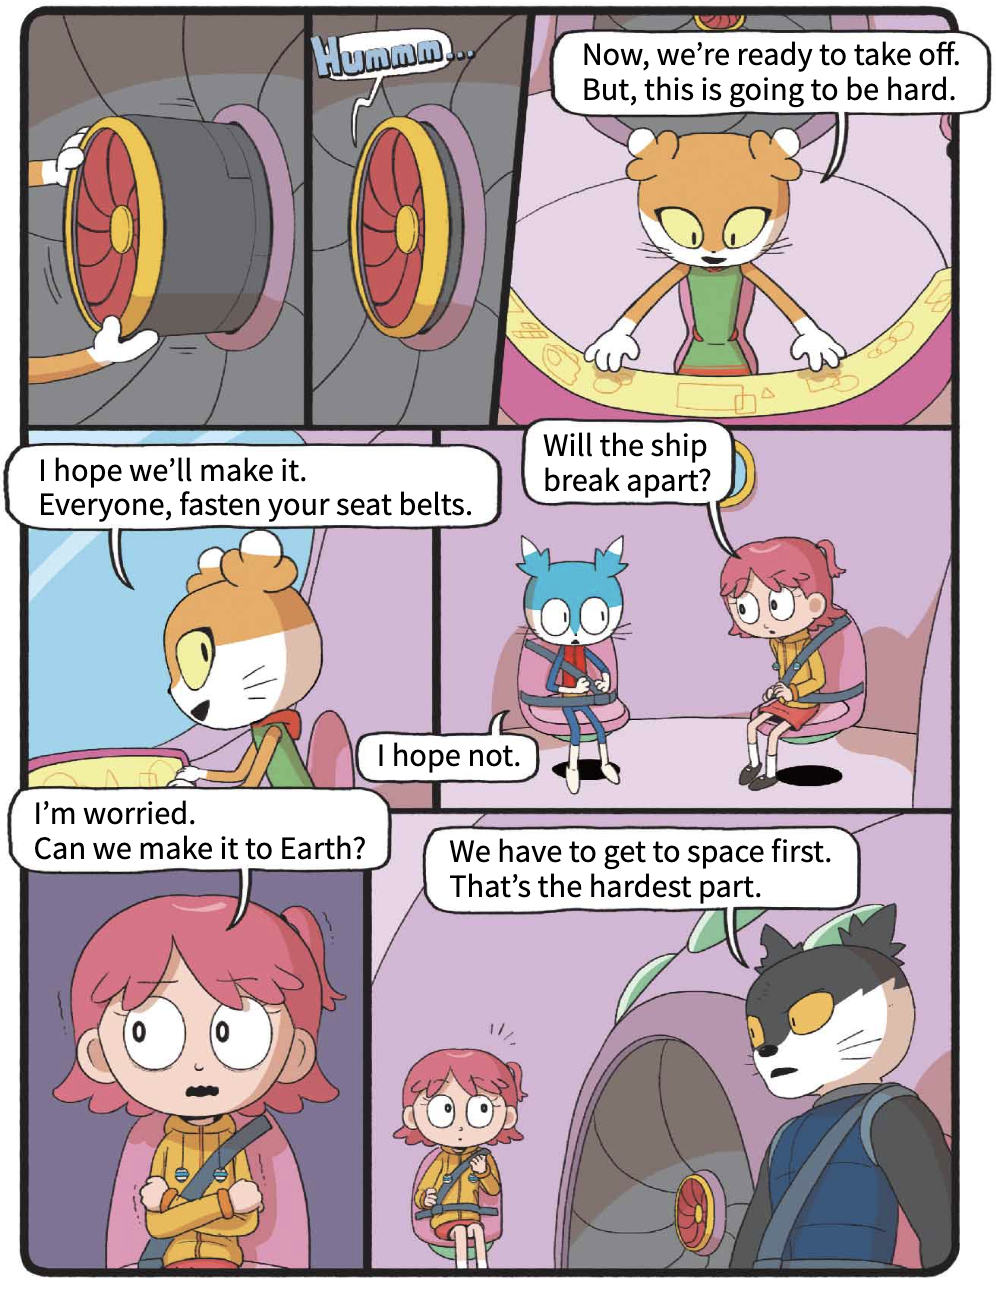 Hummm...
Now, we're ready to take off.
But, this is going to be hard.
I hope we'll make it.
Everyone, fasten your seat belts.
Will the ship
break apart?
I hope not.
I'm worried.
Can we make it to Earth?
We have to get to space first.
That's the hardest part.